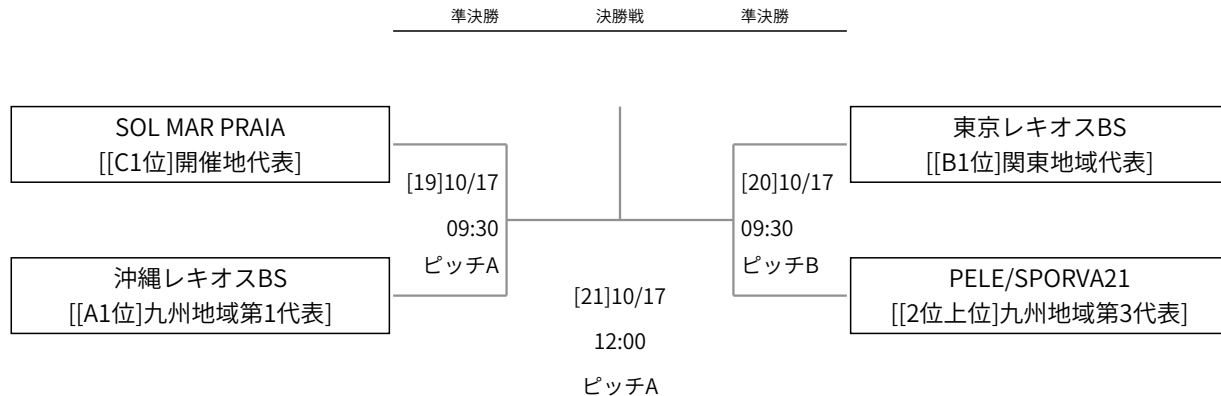 準決勝 決勝戦 準決勝
SOL MAR PRAIA
[[C1位]開催地代表]
東京レキオスBS
[[B1位]関東地域代表]
[19]10/17
09:30
ピッチA
[20]10/17
09:30
ピッチB
沖縄レキオスBS
[[A1位]九州地域第1代表]
PELE/SPORVA21
[[2位上位]九州地域第3代表]
[21]10/17
12:00
ピッチA